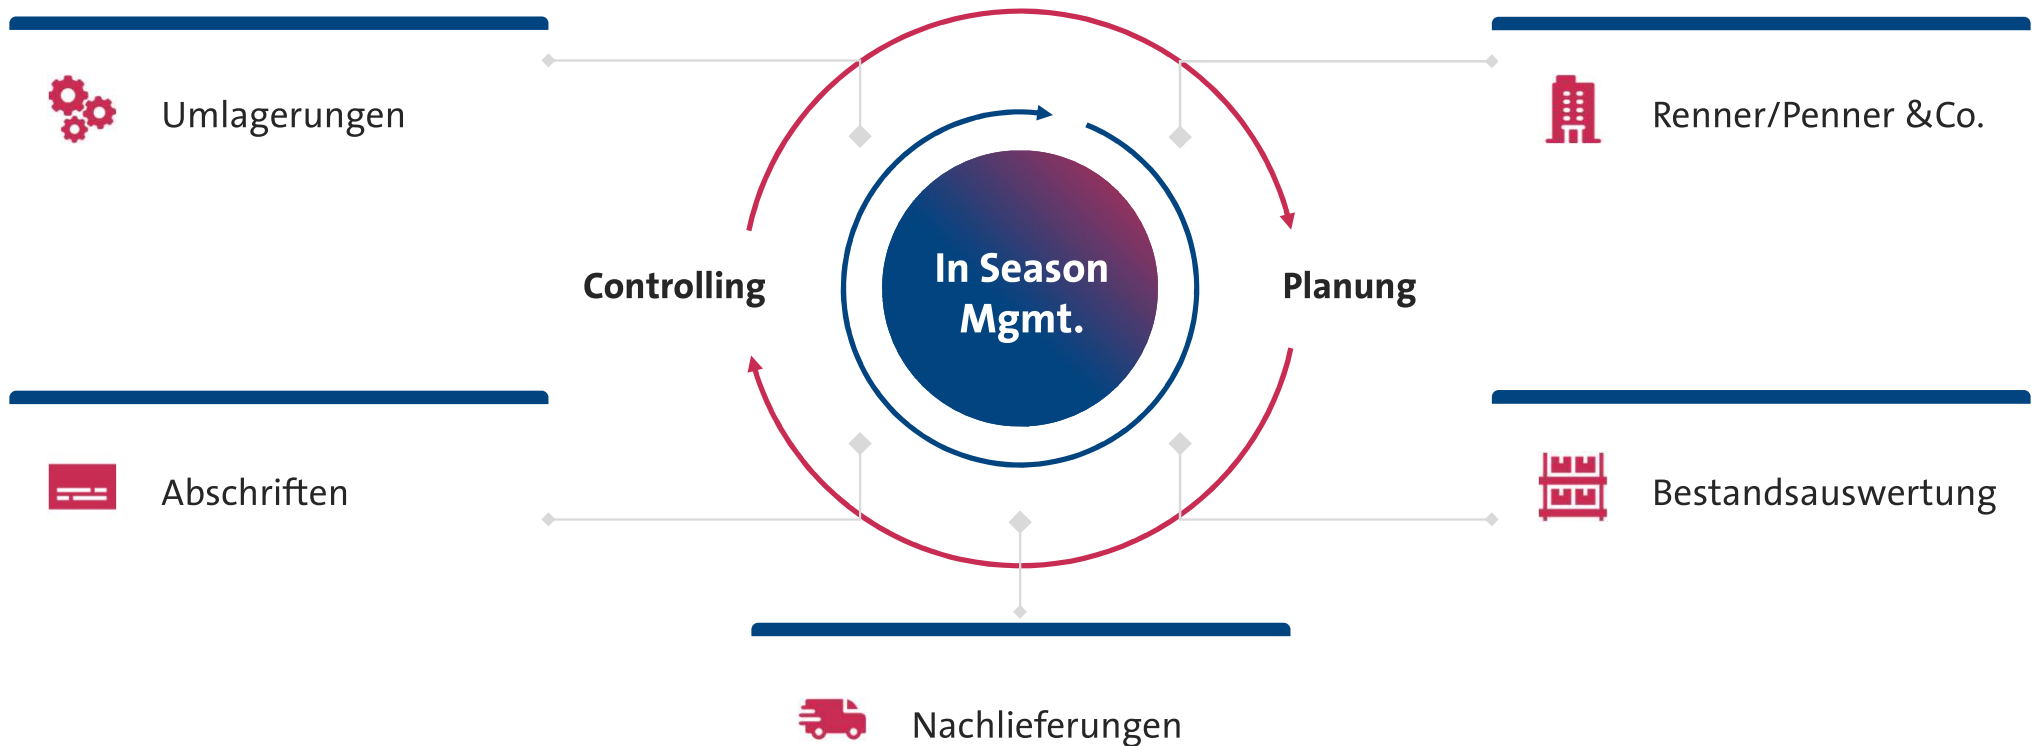 Umlagerungen
Renner/Penner &Co.
Controlling
In Season
Mgmt.
Planung
Abschriften
Bestandsauswertung
Nachlieferungen